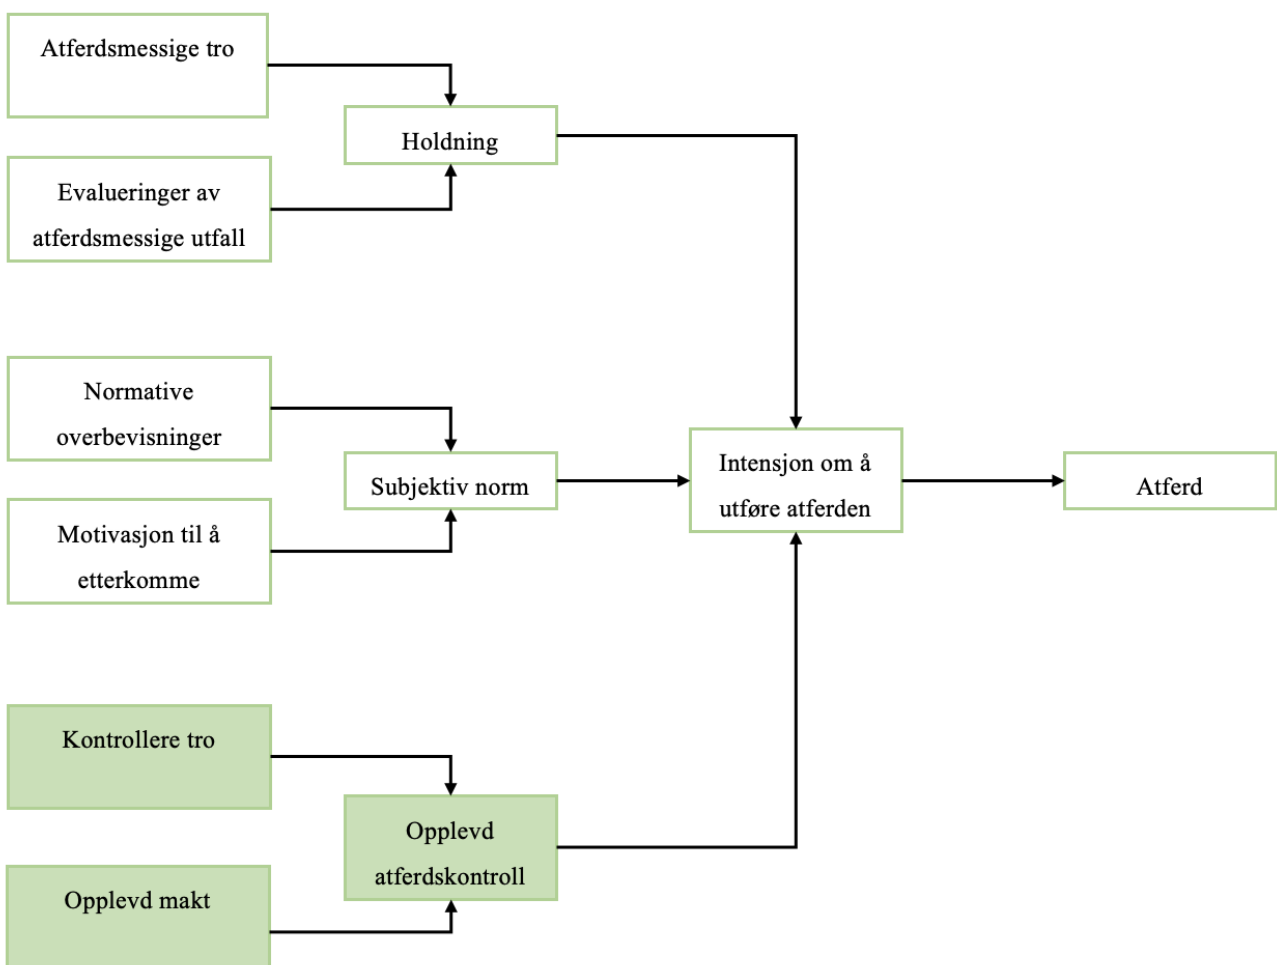 Atferdsmessige tro
Holdning
Evalueringer av
atferdsmessige utfall
Normative
overbevisninger
Subjektiv norm
Motivasjon til å
etterkomme
Intensjon om å
utføre atferden
Atferd
Kontrollere tro
Opplevd
atferdskontroll
Opplevd makt